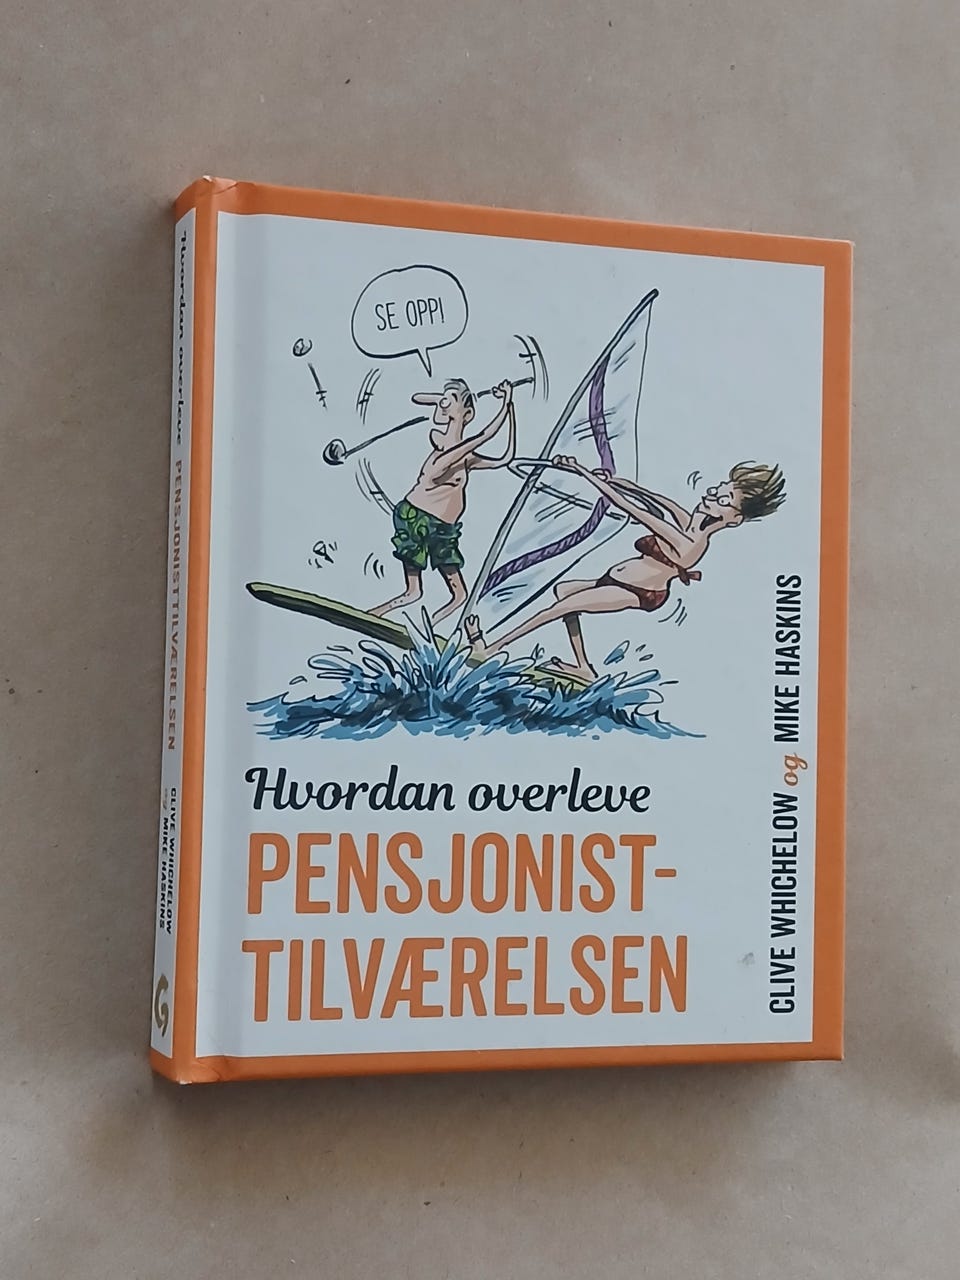 SE OPP!
Hvordan overleve
PENSJONIST-
TILVÆRELSEN
CLIVE WHICHELOW og MIKE HASKINS
Hvordan overleve PENSJONISTTILVÆRELSEN
CLIVE WHICHELOW
og MIKE HASKINS